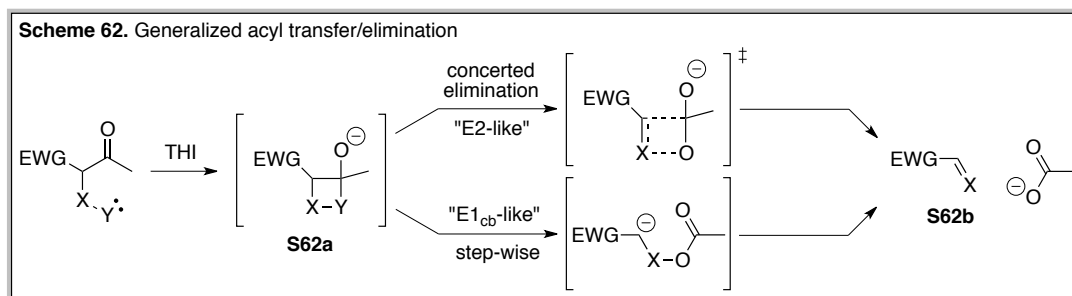 Scheme 62. Generalized acyl transfer/elimination
EWG
O
X
Y
THI
EWG
O
X–Y
S62a
concerted
elimination
"E2-like"
"E1cb-like"
step-wise
EWG
O
X
O
‡
EWG
X–O
O
EWG
X
S62b
O
O